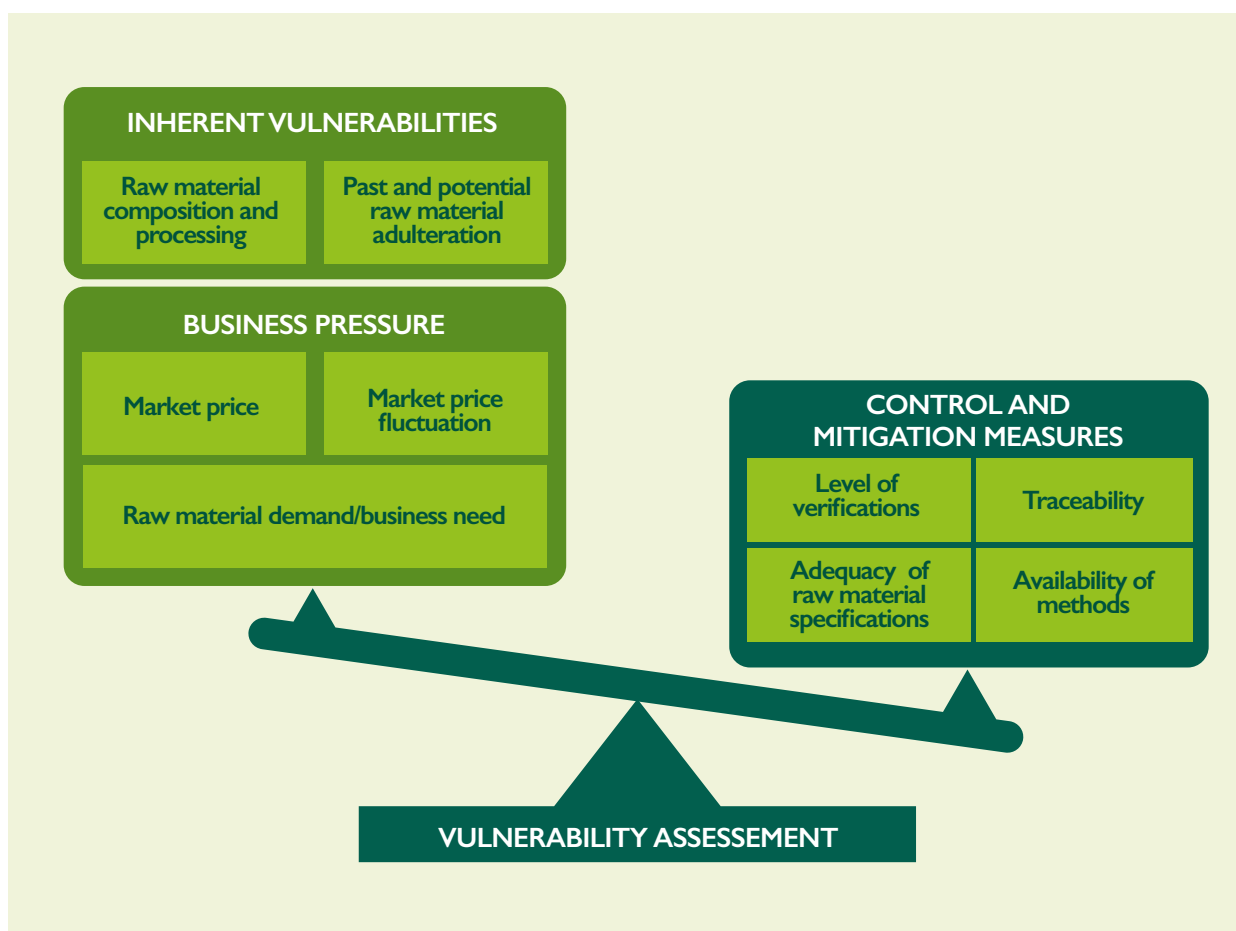 INHERENT VULNERABILITIES
Raw material
composition and
processing
Past and potential
raw material
adulteration
BUSINESS PRESSURE
Market price
Market price
fluctuation
Raw material demand/business need
CONTROL AND
MITIGATION MEASURES
Level of
verifications
Traceability
Adequacy of
raw material
specifications
Availability of
methods
VULNERABILITY ASSESSEMENT